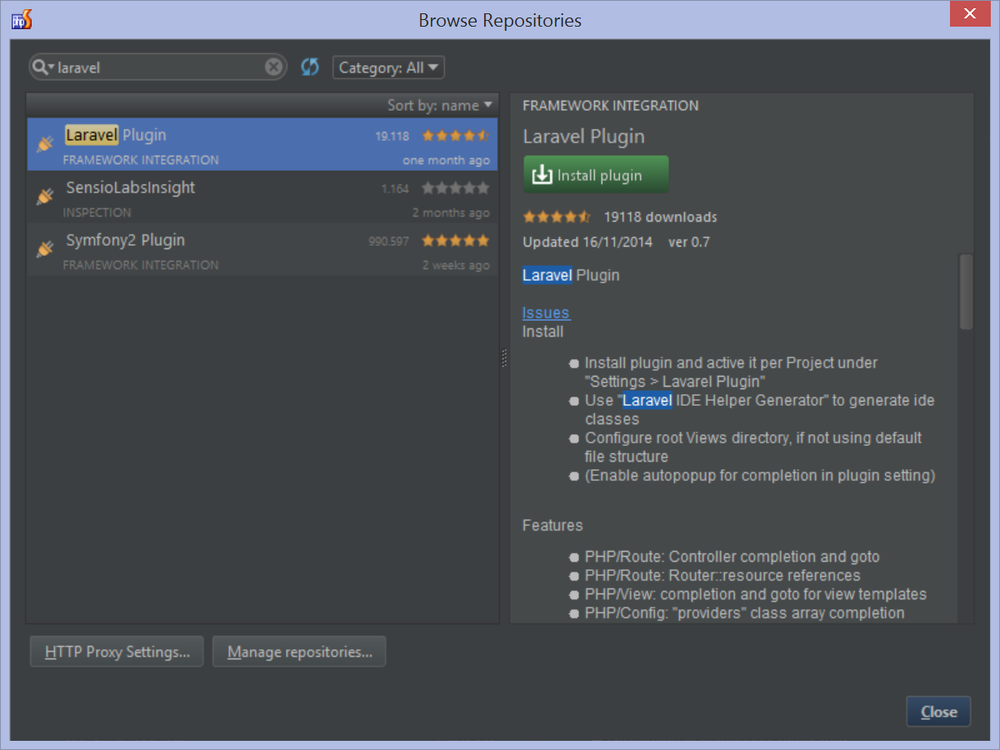 php
Browse Repositories
laravel
Category: All
Sort by: name
Laravel Plugin 19.118
FRAMEWORK INTEGRATION one month ago
SensioLabsInsight 1.164
INSPECTION 2 months ago
Symfony2 Plugin 990.597
FRAMEWORK INTEGRATION 2 weeks ago
HTTP Proxy Settings...
Manage repositories...
FRAMEWORK INTEGRATION
Laravel Plugin
Install plugin
19118 downloads
Updated 16/11/2014 ver 0.7
Laravel Plugin
Issues
Install
Install plugin and active it per Project under
"Settings > Lavarel Plugin"
Use "Laravel IDE Helper Generator" to generate ide
classes
Configure root Views directory, if not using default
file structure
(Enable autopopup for completion in plugin setting)
Features
PHP/Route: Controller completion and goto
PHP/Route: Router::resource references
PHP/View: completion and goto for view templates
PHP/Config: "providers" class array completion
Close